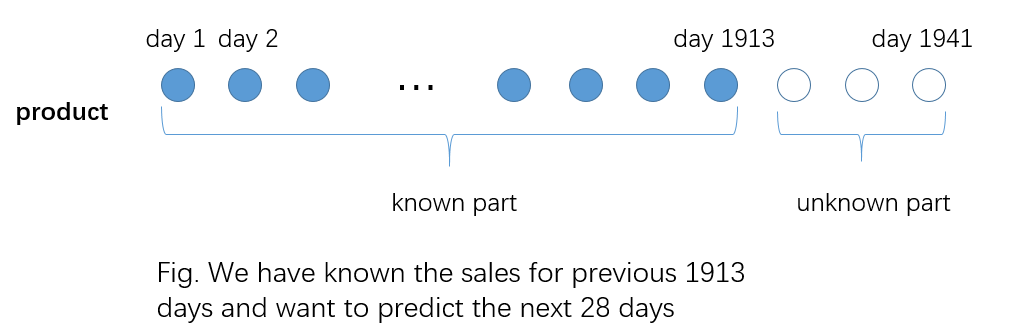 day 1 day 2 day 1913 day 1941
...
product
known part unknown part
Fig. We have known the sales for previous 1913
days and want to predict the next 28 days